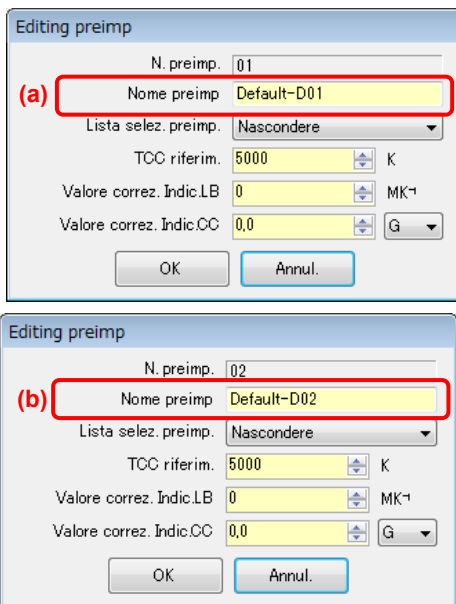 Editing preimp
N. preimp. 01
(a) Nome preimp Default-D01
Lista selez. preimp. Nascondere
TCC riferim. 5000 K
Valore correz. Indic.LB 0 MK⁻¹
Valore correz. Indic.CC 0,0 G
OK Annul.
Editing preimp
N. preimp. 02
(b) Nome preimp Default-D02
Lista selez. preimp. Nascondere
TCC riferim. 5000 K
Valore correz. Indic.LB 0 MK⁻¹
Valore correz. Indic.CC 0,0 G
OK Annul.